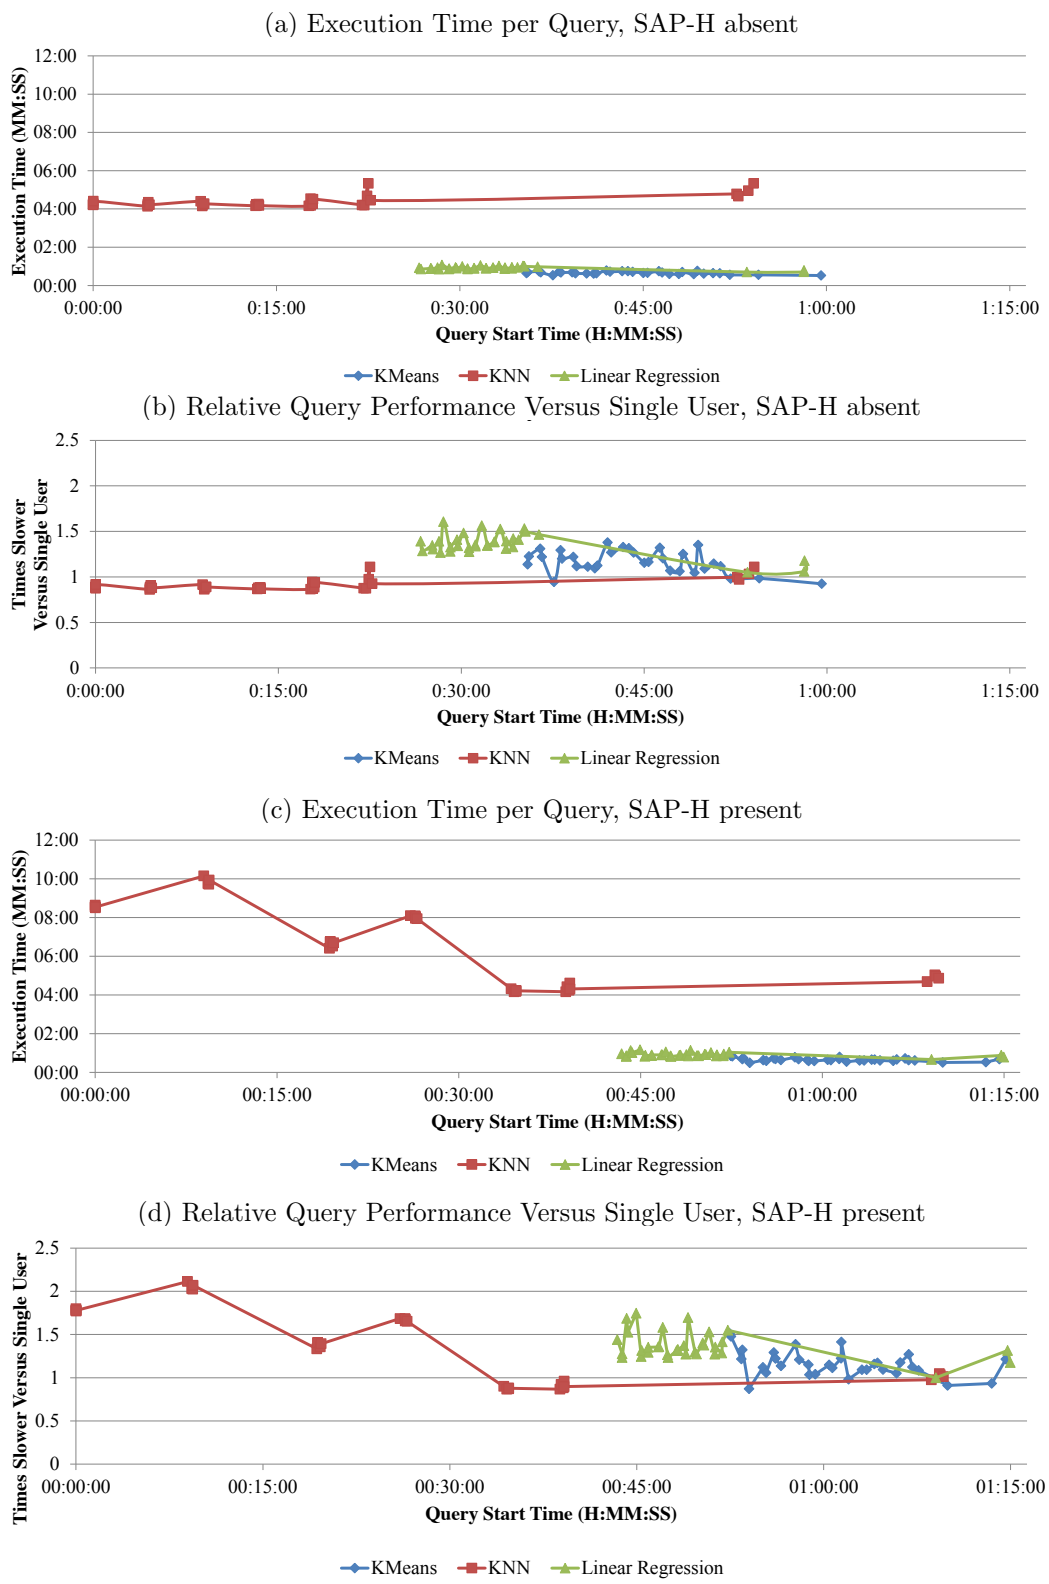 (a) Execution Time per Query, SAP-H absent
Execution Time (MM:SS)
12:00
10:00
08:00
06:00
04:00
02:00
00:00
0:00:00 0:15:00 0:30:00 0:45:00 1:00:00 1:15:00
Query Start Time (H:MM:SS)
KMeans KNN Linear Regression
(b) Relative Query Performance Versus Single User, SAP-H absent
Times Slower
Versus Single User
2.5
2
1.5
1
0.5
0
0:00:00 0:15:00 0:30:00 0:45:00 1:00:00 1:15:00
Query Start Time (H:MM:SS)
KMeans KNN Linear Regression
(c) Execution Time per Query, SAP-H present
Execution Time (MM:SS)
12:00
10:00
08:00
06:00
04:00
02:00
00:00
00:00:00 00:15:00 00:30:00 00:45:00 01:00:00 01:15:00
Query Start Time (H:MM:SS)
KMeans KNN Linear Regression
(d) Relative Query Performance Versus Single User, SAP-H present
Times Slower Versus Single User
2.5
2
1.5
1
0.5
0
00:00:00 00:15:00 00:30:00 00:45:00 01:00:00 01:15:00
Query Start Time (H:MM:SS)
KMeans KNN Linear Regression